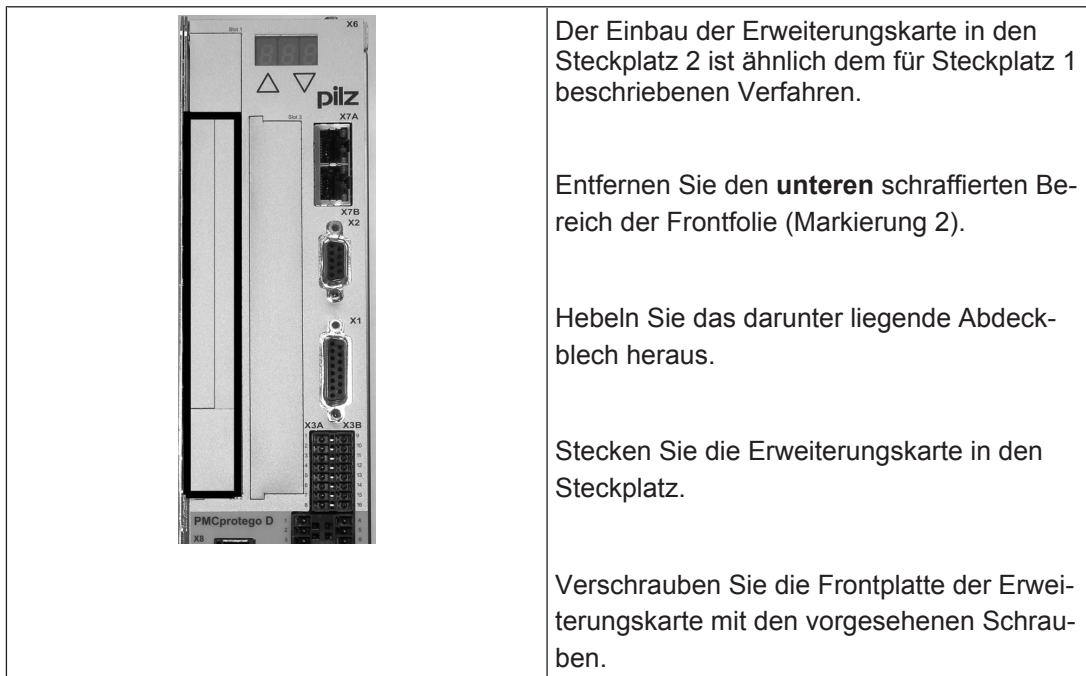 Slot 1
X6
pilz
X7A
Slot 3
X7B
X2
X1
X3A X3B
PMCprotego D
X8
Der Einbau der Erweiterungskarte in den
Steckplatz 2 ist ähnlich dem für Steckplatz 1
beschriebenen Verfahren.
Entfernen Sie den unteren schraffierten Be-
reich der Frontfolie (Markierung 2).
Hebeln Sie das darunter liegende Abdeck-
blech heraus.
Stecken Sie die Erweiterungskarte in den
Steckplatz.
Verschrauben Sie die Frontplatte der Erwei-
terungskarte mit den vorgesehenen Schrau-
ben.